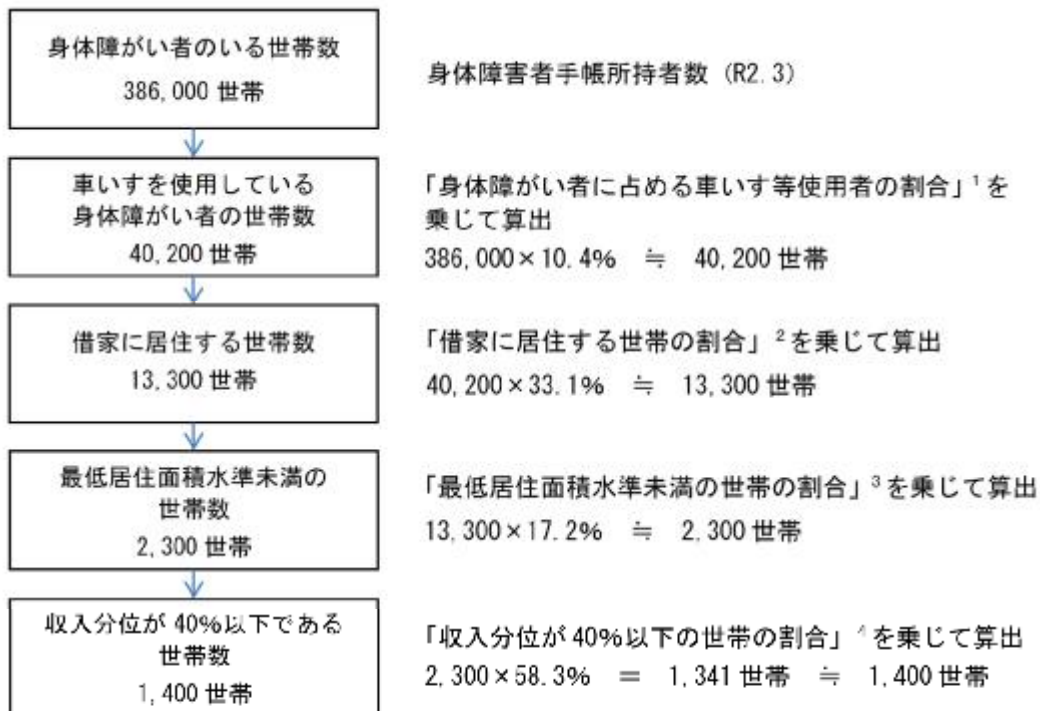 身体障がい者のいる世帯数
386,000 世帯
身体障害者手帳所持者数 (R2.3)
車いすを使用している
身体障がい者の世帯数
40,200 世帯
「身体障がい者に占める車いす等使用者の割合」¹を
乗じて算出
386,000×10.4% ≒ 40,200 世帯
借家に居住する世帯数
13,300 世帯
「借家に居住する世帯の割合」²を乗じて算出
40,200×33.1% ≒ 13,300 世帯
最低居住面積水準未満の
世帯数
2,300 世帯
「最低居住面積水準未満の世帯の割合」³を乗じて算出
13,300×17.2% ≒ 2,300 世帯
収入分位が 40%以下である
世帯数
1,400 世帯
「収入分位が 40%以下の世帯の割合」⁴を乗じて算出
2,300×58.3% = 1,341 世帯 ≒ 1,400 世帯